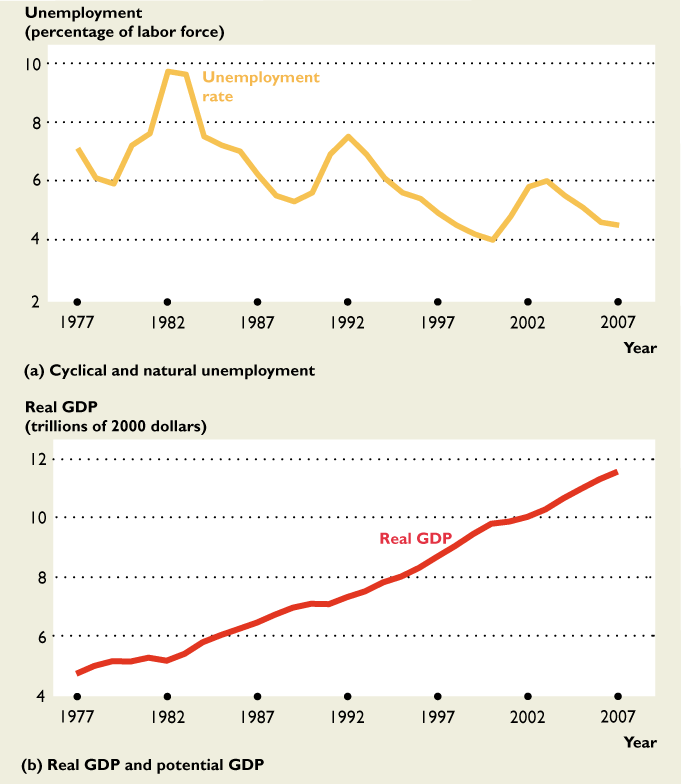 Unemployment
(percentage of labor force)
10
Unemployment
rate
8
6
4
2
1977 1982 1987 1992 1997 2002 2007
Year
(a) Cyclical and natural unemployment
Real GDP
(trillions of 2000 dollars)
12
10
Real GDP
8
6
4
1977 1982 1987 1992 1997 2002 2007
Year
(b) Real GDP and potential GDP